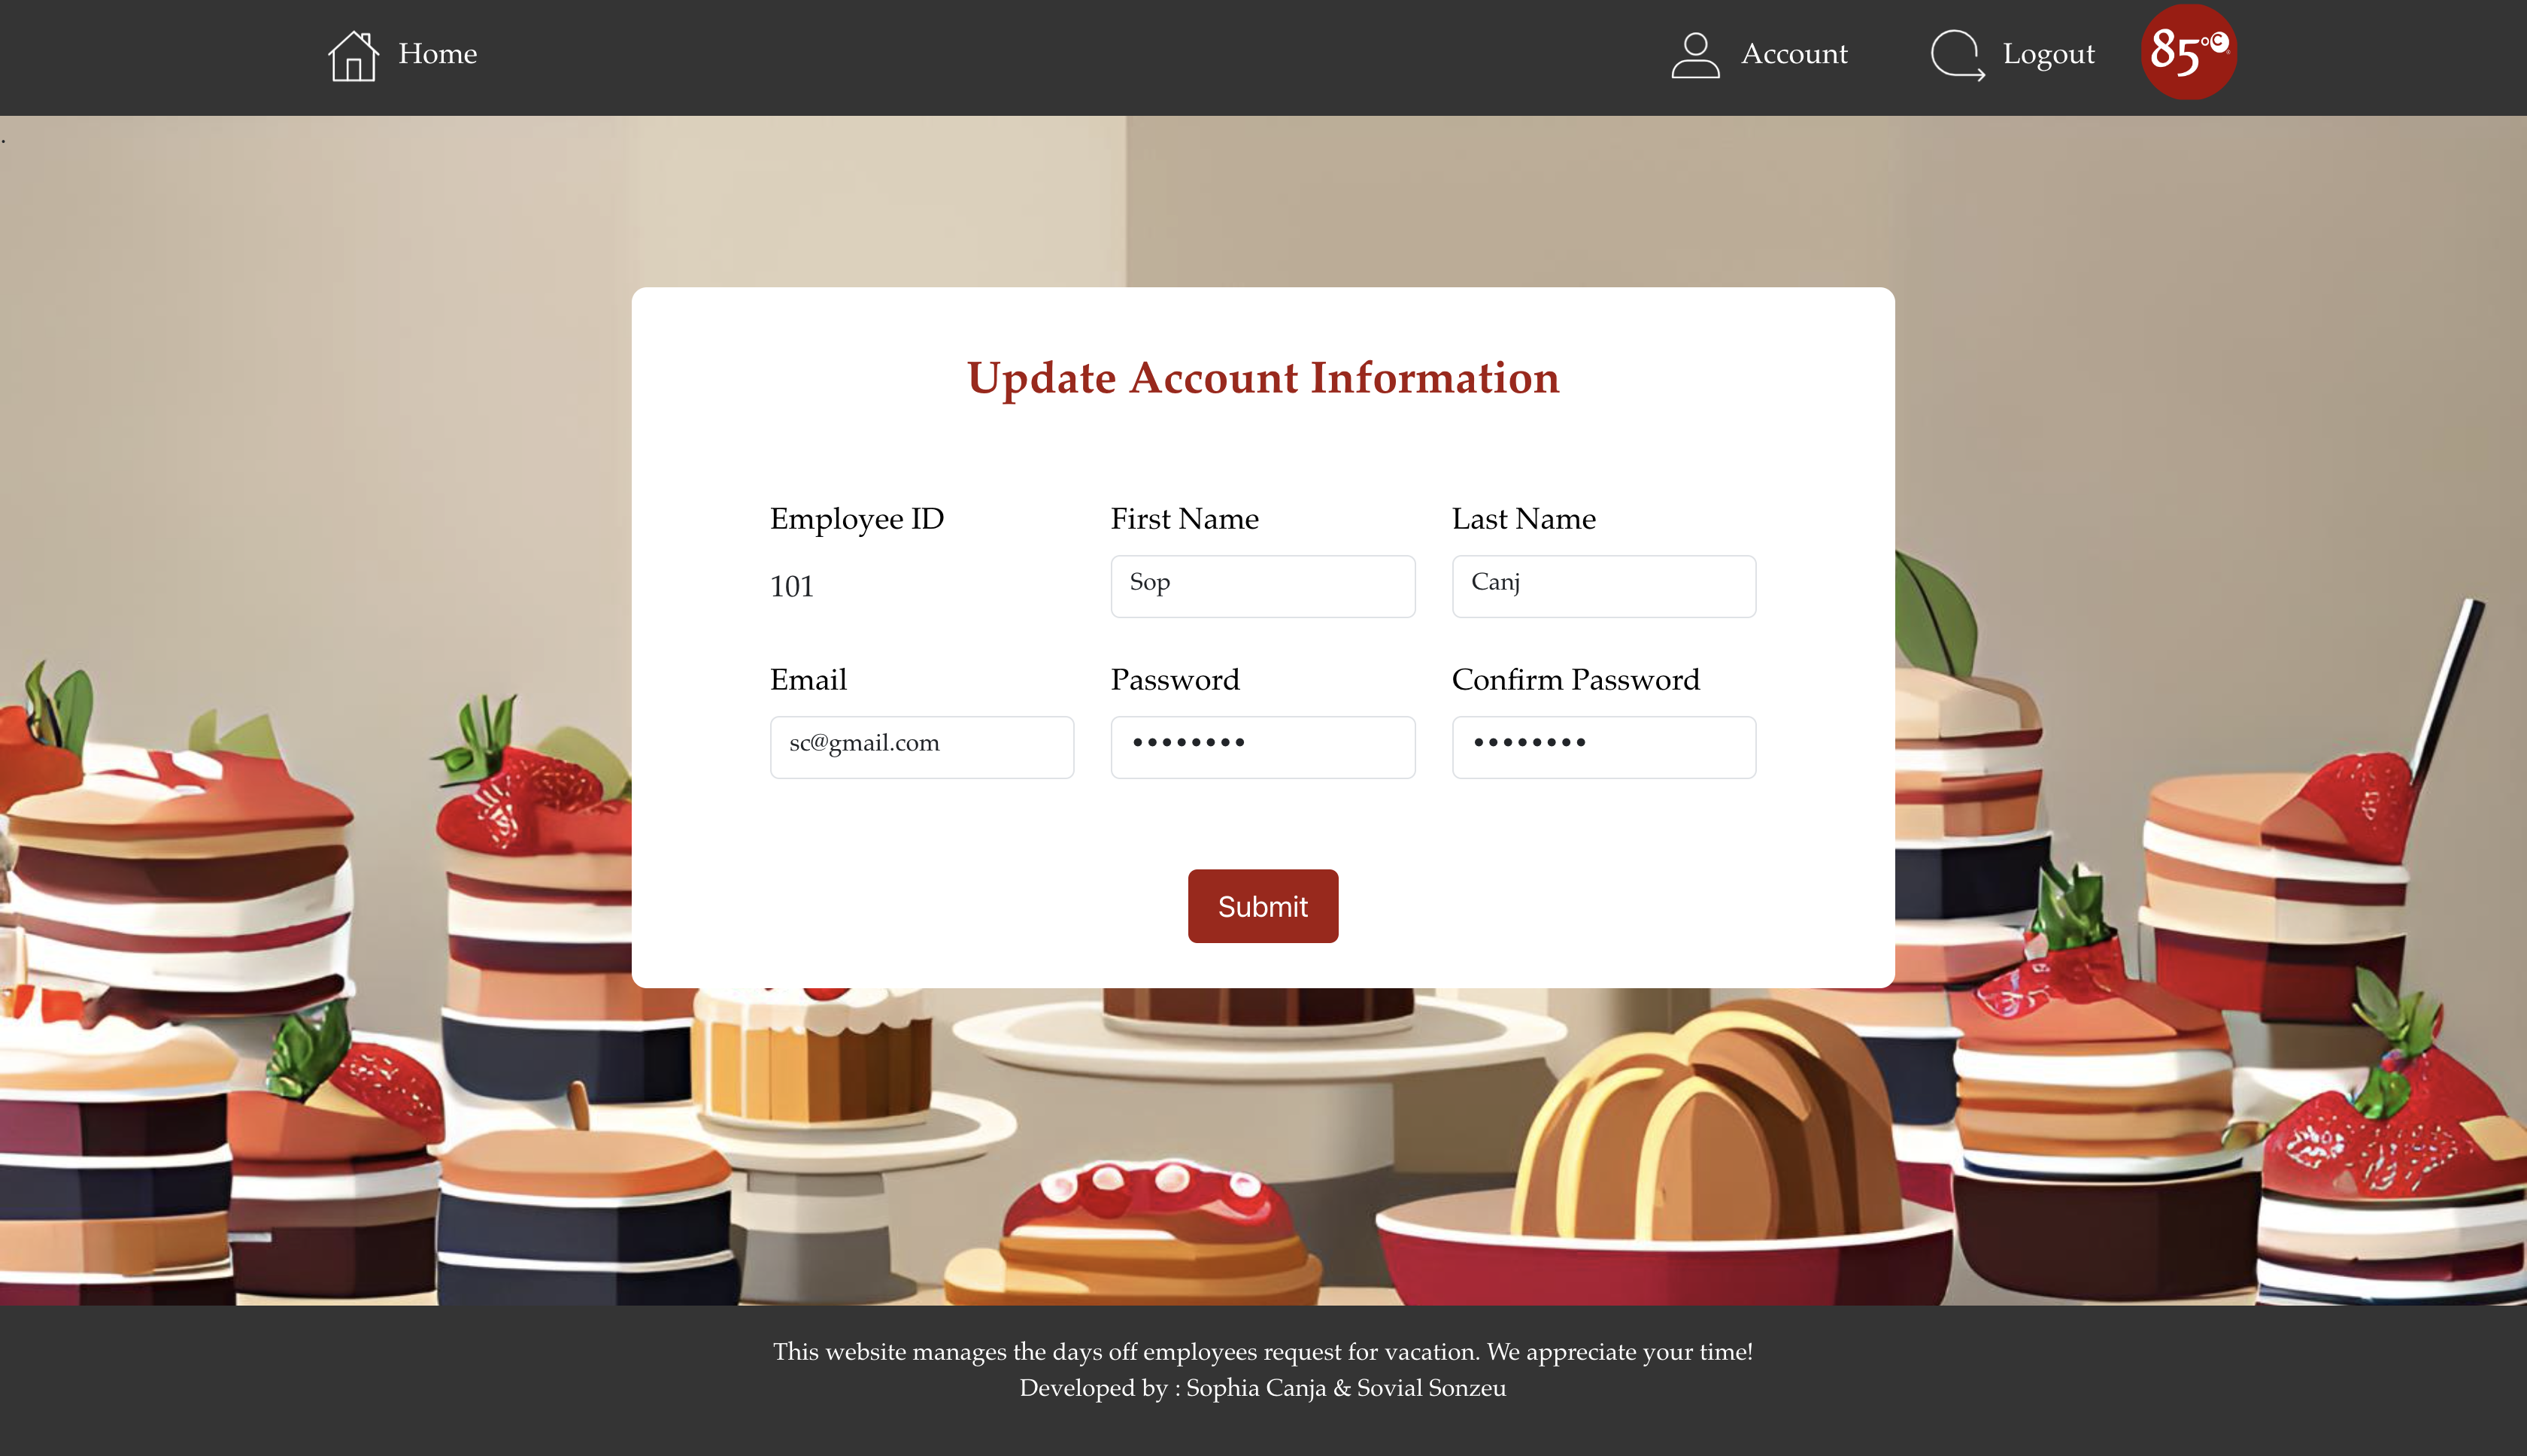 Home
Account
Logout
85°C
.
Update Account Information
Employee ID
First Name
Last Name
101
Sop
Canj
Email
Password
Confirm Password
sc@gmail.com
••••••••
••••••••
Submit
This website manages the days off employees request for vacation. We appreciate your time!
Developed by : Sophia Canja & Sovial Sonzeu